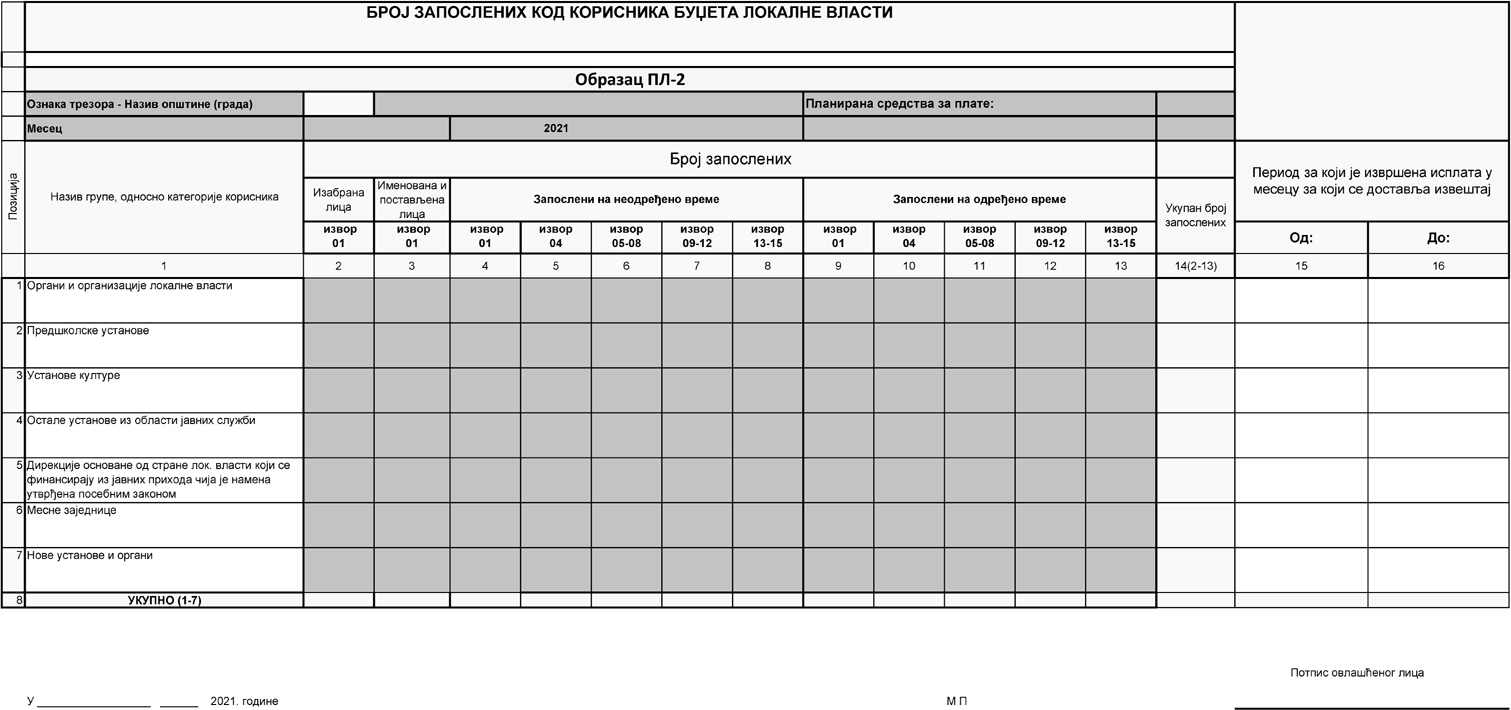 БРОЈ ЗАПОСЛЕНИХ КОД КОРИСНИКА БУЏЕТА ЛОКАЛНЕ ВЛАСТИ
Образац ПЛ-2
Ознака трезора - Назив општине (града) Планирана средства за плате:
Месец 2021
Позиција
Назив групе, односно категорије корисника
Број запослених
Изабрана
лица
Именована и
постављена
лица
Запослени на неодређено време
Запослени на одређено време
Укупан број
запослених
Период за који је извршена исплата у
месецу за који се доставља извештај
извор
01
извор
01
извор
01
извор
04
извор
05-08
извор
09-12
извор
13-15
извор
01
извор
04
извор
05-08
извор
09-12
извор
13-15
Од:
До:
1 2 3 4 5 6 7 8 9 10 11 12 13 14(2-13) 15 16
1 Органи и организације локалне власти
2 Предшколске установе
3 Установе културе
4 Остале установе из области јавних служби
5 Дирекције основане од стране лок. власти који се
финансирају из јавних прихода чија је намена
утврђена посебним законом
6 Месне заједнице
7 Нове установе и органи
8 УКУПНО (1-7)
Потпис овлашћеног лица
У __________________ ______ 2021. године
М П